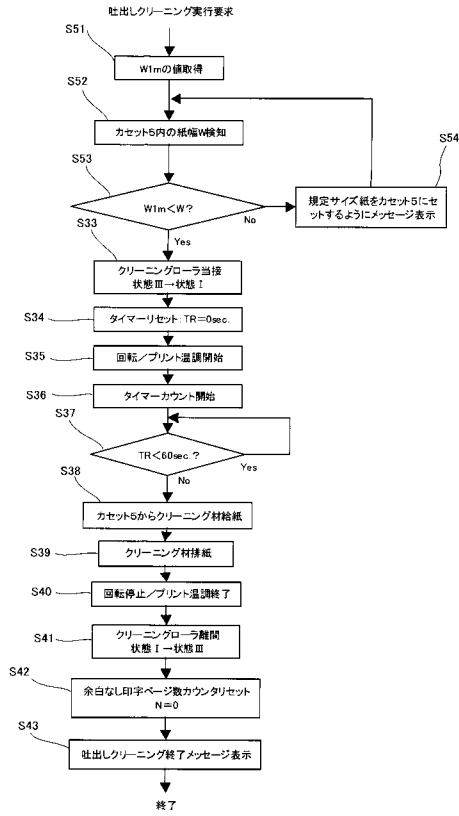 吐出しクリーニング実行要求
S51
W1mの値取得
S52
カセット5内の紙幅W検知
S53
S54
W1m<W?
No
規定サイズ紙をカセット5にセ
ットするようにメッセージ表示
Yes
S33
クリーニングローラ当接
状態Ⅲ→状態Ⅰ
S34
タイマーリセット:TR=0sec.
S35
回転/プリント温調開始
S36
タイマーカウント開始
S37
TR<60sec.?
Yes
No
S38
カセット5からクリーニング材給紙
S39
クリーニング材排紙
S40
回転停止/プリント温調終了
S41
クリーニングローラ離間
状態Ⅰ→状態Ⅲ
S42
余白なし印字ページ数カウンタリセット
N=0
S43
吐出しクリーニング終了メッセージ表示
終了